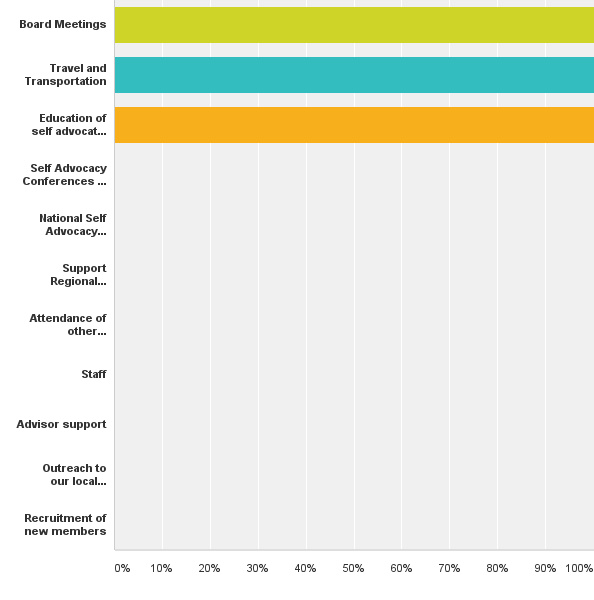 Board Meetings
Travel and
Transportation
Education of
self advocat...
Self Advocacy
Conferences ...
National Self
Advocacy...
Support
Regional...
Attendance of
other...
Staff
Advisor support
Outreach to
our local...
Recruitment of
new members
0% 10% 20% 30% 40% 50% 60% 70% 80% 90% 100%